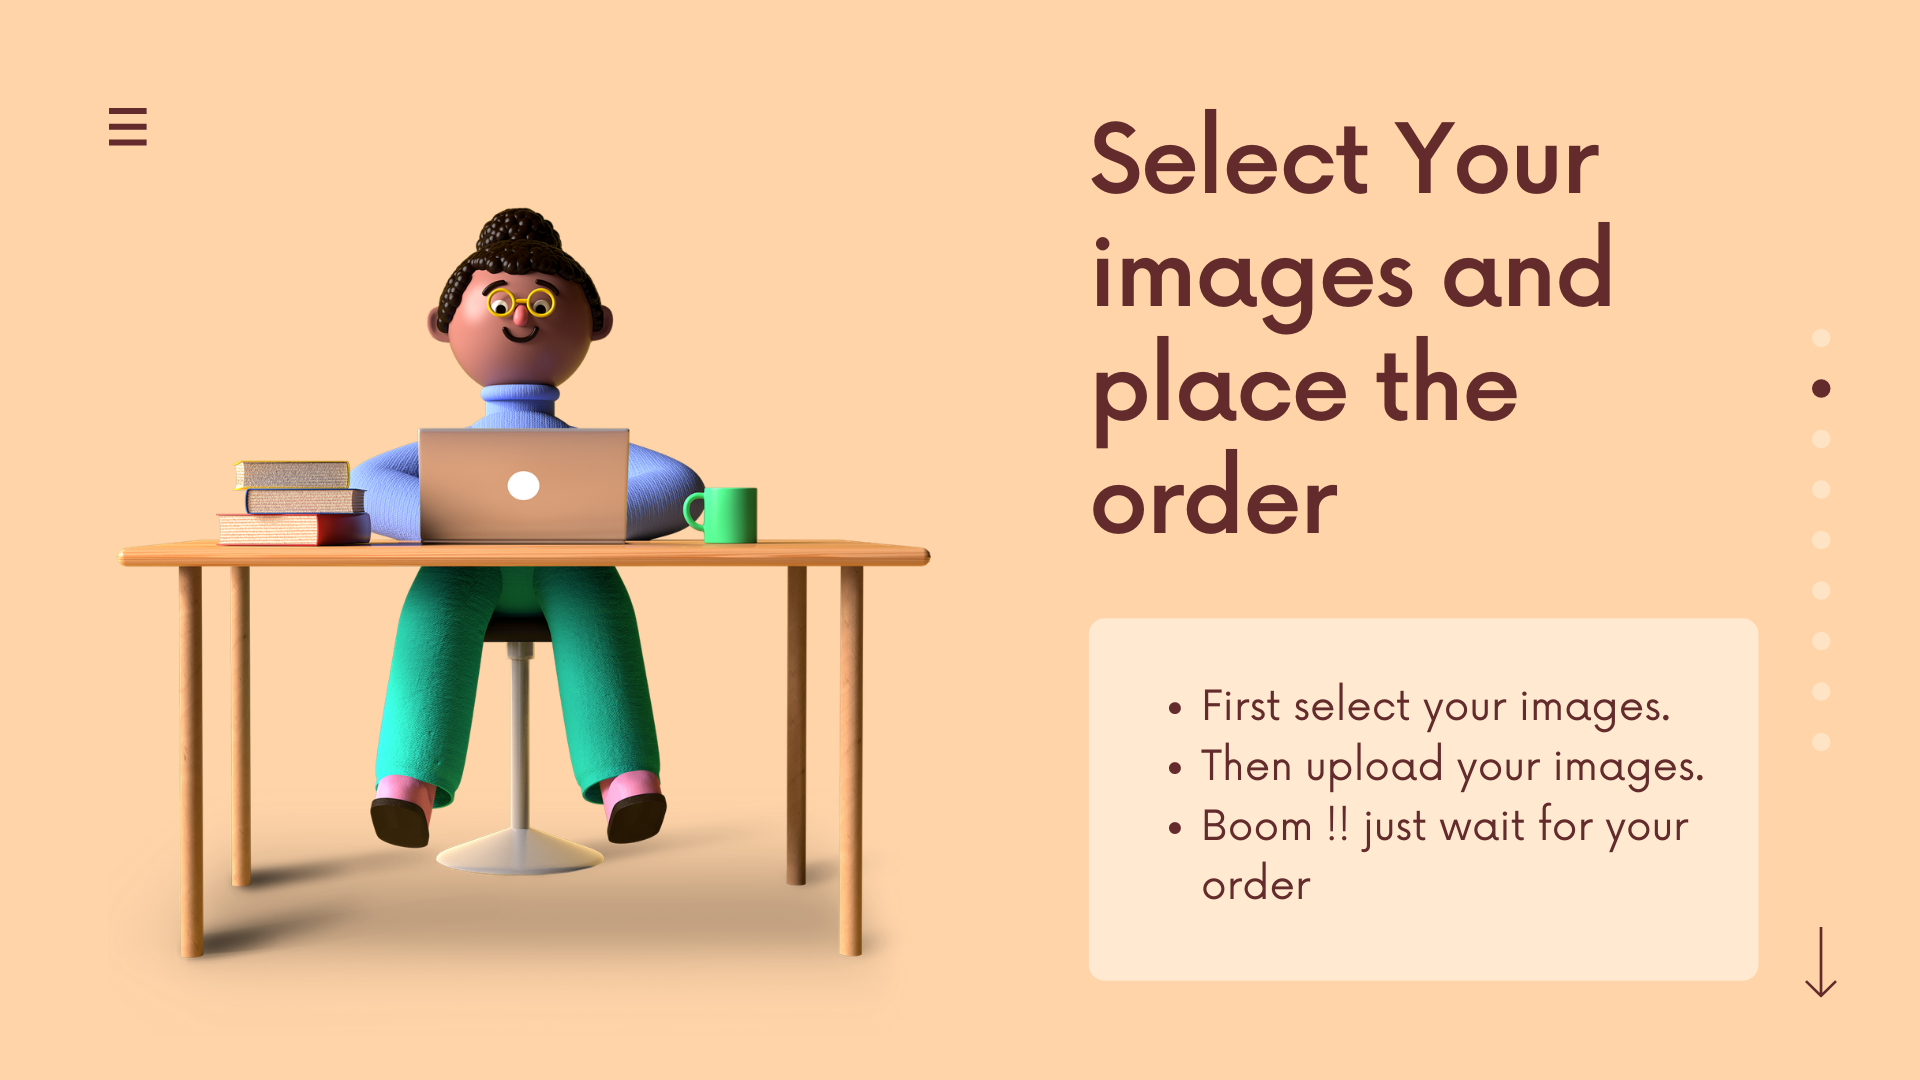 Select Your
images and
place the
order
• First select your images.
• Then upload your images.
• Boom !! just wait for your
order